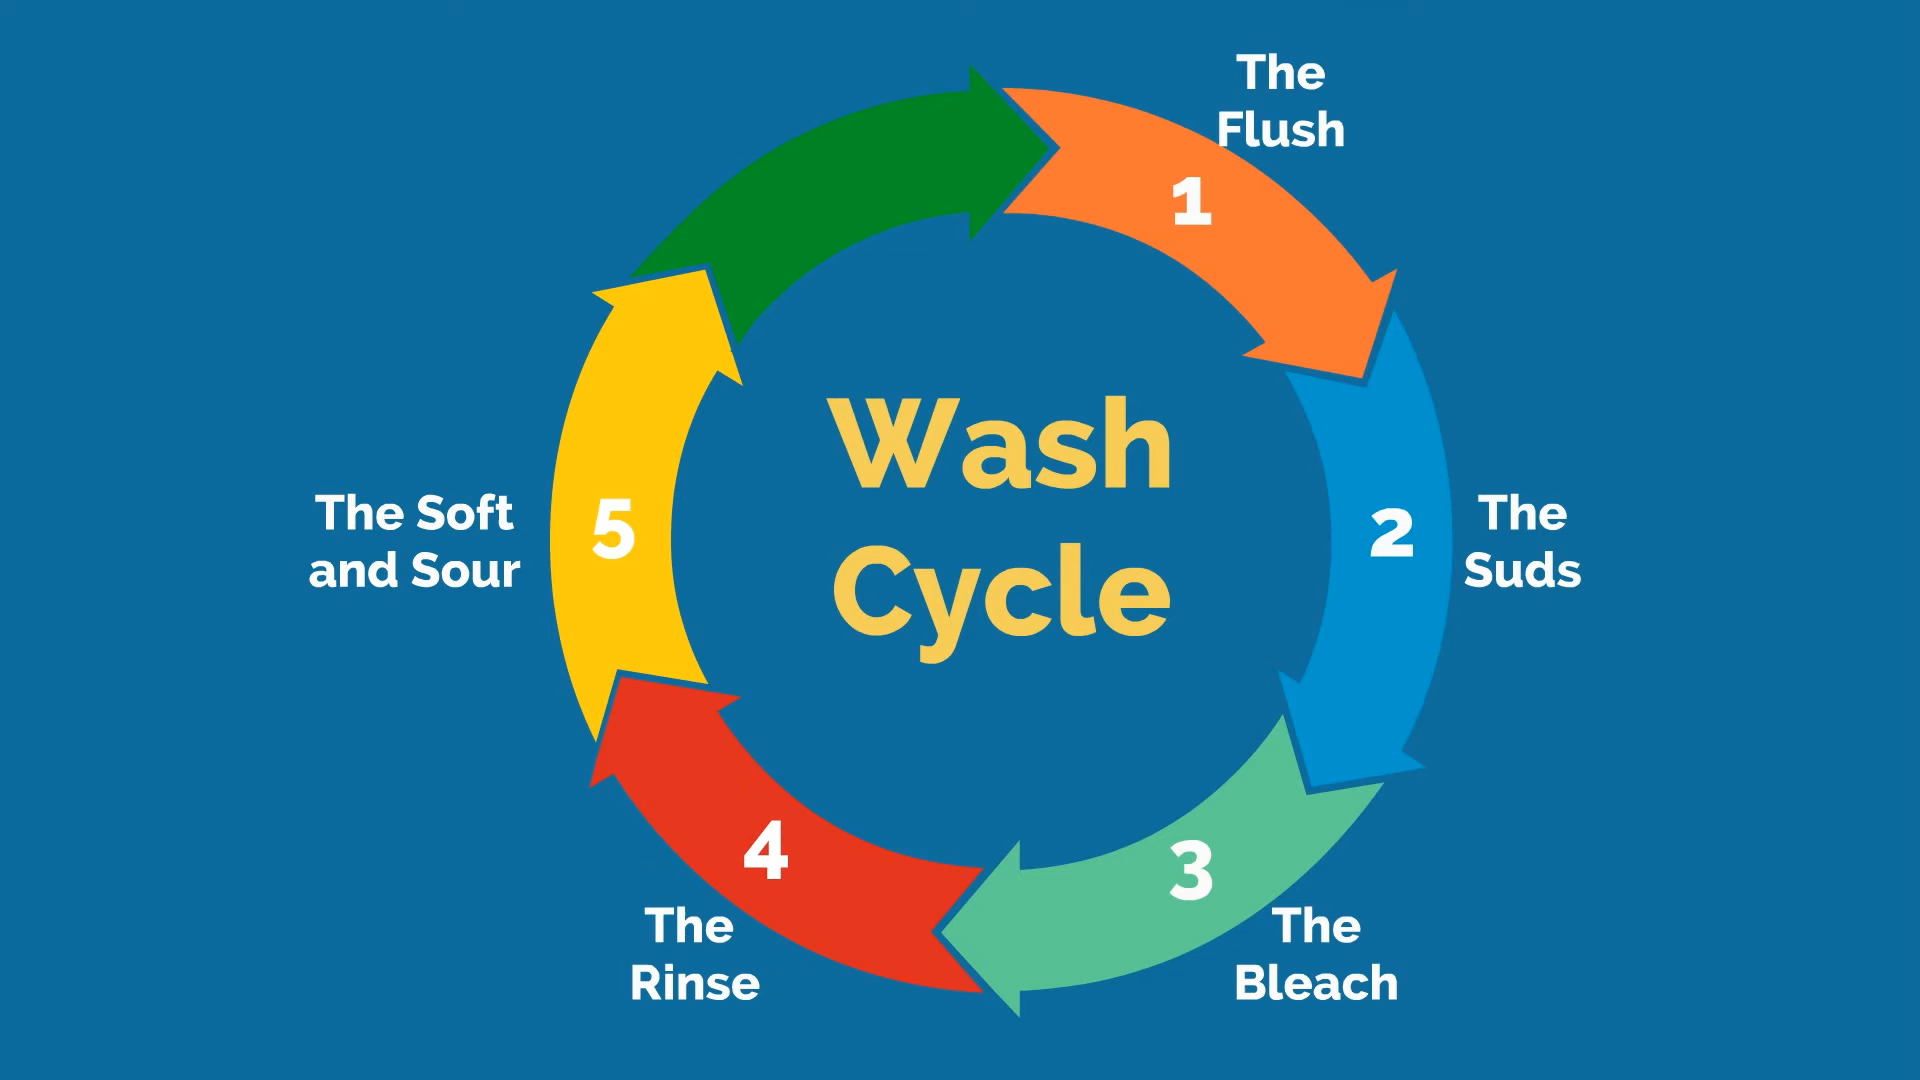 Wash
Cycle
The
Flush
1
2
The
Suds
3
The
Bleach
4
The
Rinse
5
The Soft
and Sour